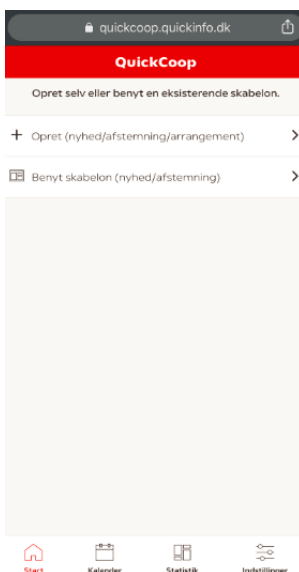 quickcoop.quickinfo.dk
QuickCoop
Opret selv eller benyt en eksisterende skabelon.
+ Opret (nyhed/afstemning/arrangement)
Benyt skabelon (nyhed/afstemning)
Start Kalender Statistik Indstillinger